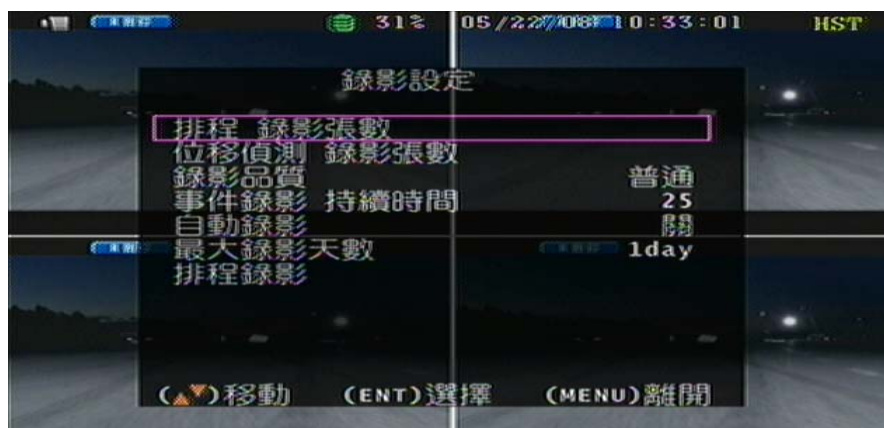 31% 05/22/08 10:33:01 HST
錄影設定
排程 錄影張數
位移偵測 錄影張數
錄影品質 普通
事件錄影 持續時間 25
自動錄影 關
最大錄影天數 1day
排程錄影
(▲▼)移動 (ENT)選擇 (MENU)離開